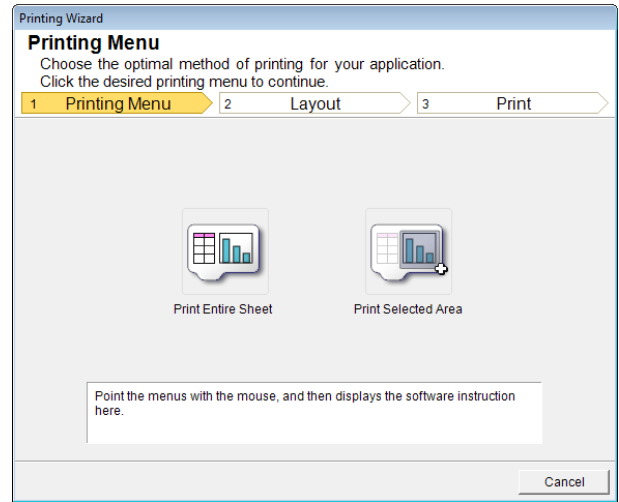 Printing Wizard
Printing Menu
Choose the optimal method of printing for your application.
Click the desired printing menu to continue.
1 Printing Menu 2 Layout 3 Print
Print Entire Sheet Print Selected Area
Point the menus with the mouse, and then displays the software instruction
here.
Cancel